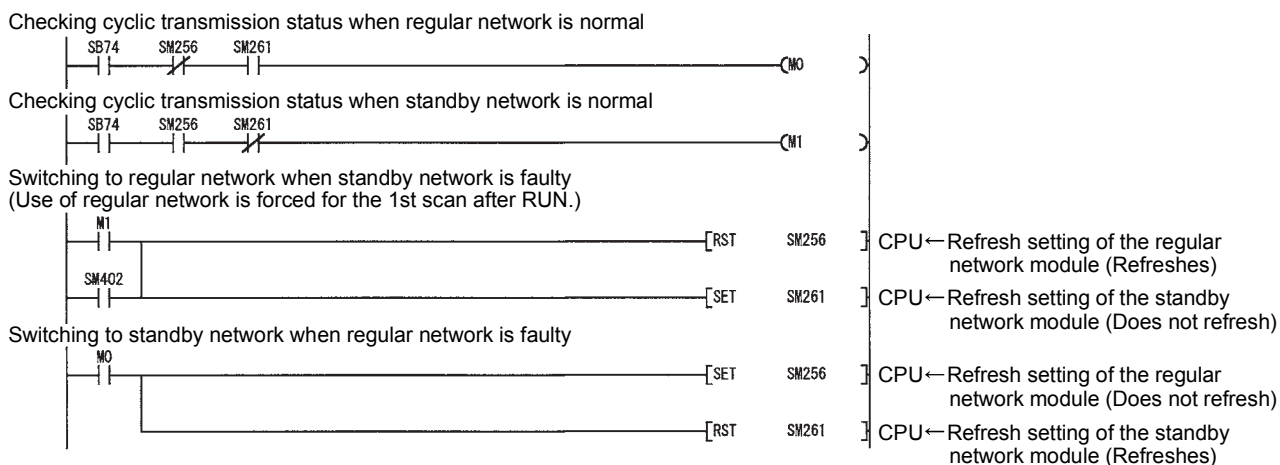 Checking cyclic transmission status when regular network is normal
SB74 SM256 SM261
M0
Checking cyclic transmission status when standby network is normal
SB74 SM256 SM261
M1
Switching to regular network when standby network is faulty
(Use of regular network is forced for the 1st scan after RUN.)
M1
RST SM256 CPU←Refresh setting of the regular
network module (Refreshes)
SM402
SET SM261 CPU←Refresh setting of the standby
network module (Does not refresh)
Switching to standby network when regular network is faulty
M0
SET SM256 CPU←Refresh setting of the regular
network module (Does not refresh)
RST SM261 CPU←Refresh setting of the standby
network module (Refreshes)